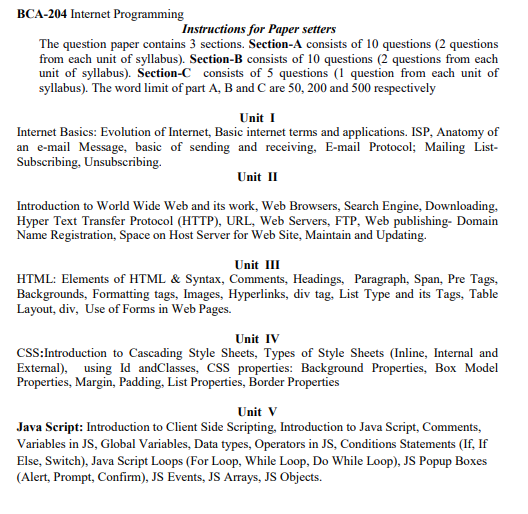 BCA-204 Internet Programming
Instructions for Paper setters
The question paper contains 3 sections. Section-A consists of 10 questions (2 questions
from each unit of syllabus). Section-B consists of 10 questions (2 questions from each
unit of syllabus). Section-C consists of 5 questions (1 question from each unit of
syllabus). The word limit of part A, B and C are 50, 200 and 500 respectively
Unit I
Internet Basics: Evolution of Internet, Basic internet terms and applications. ISP, Anatomy of
an e-mail Message, basic of sending and receiving, E-mail Protocol; Mailing List-
Subscribing, Unsubscribing.
Unit II
Introduction to World Wide Web and its work, Web Browsers, Search Engine, Downloading,
Hyper Text Transfer Protocol (HTTP), URL, Web Servers, FTP, Web publishing- Domain
Name Registration, Space on Host Server for Web Site, Maintain and Updating.
Unit III
HTML: Elements of HTML & Syntax, Comments, Headings, Paragraph, Span, Pre Tags,
Backgrounds, Formatting tags, Images, Hyperlinks, div tag, List Type and its Tags, Table
Layout, div, Use of Forms in Web Pages.
Unit IV
CSS:Introduction to Cascading Style Sheets, Types of Style Sheets (Inline, Internal and
External), using Id andClasses, CSS properties: Background Properties, Box Model
Properties, Margin, Padding, List Properties, Border Properties
Unit V
Java Script: Introduction to Client Side Scripting, Introduction to Java Script, Comments,
Variables in JS, Global Variables, Data types, Operators in JS, Conditions Statements (If, If
Else, Switch), Java Script Loops (For Loop, While Loop, Do While Loop), JS Popup Boxes
(Alert, Prompt, Confirm), JS Events, JS Arrays, JS Objects.